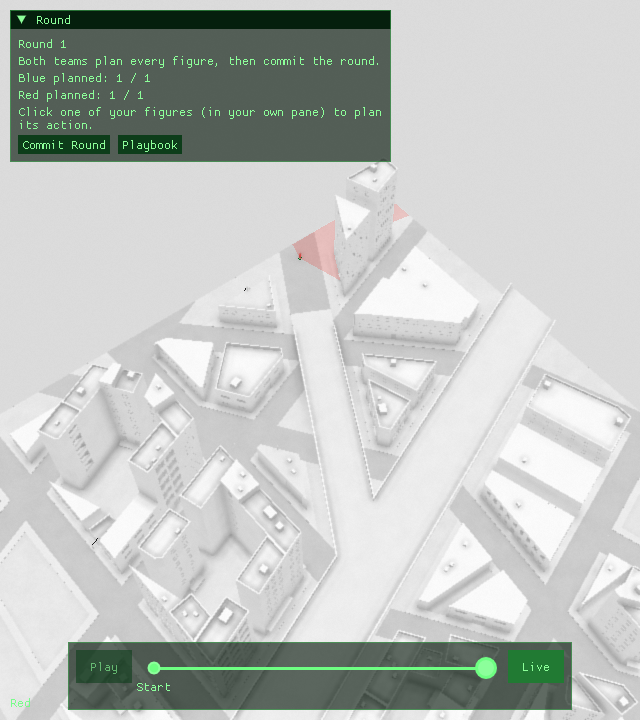 Round
Round 1
Both teams plan every figure, then commit the round.
Blue planned: 1 / 1
Red planned: 1 / 1
Click one of your figures (in your own pane) to plan
its action.
Commit Round
Playbook
Play
Live
Start
Red